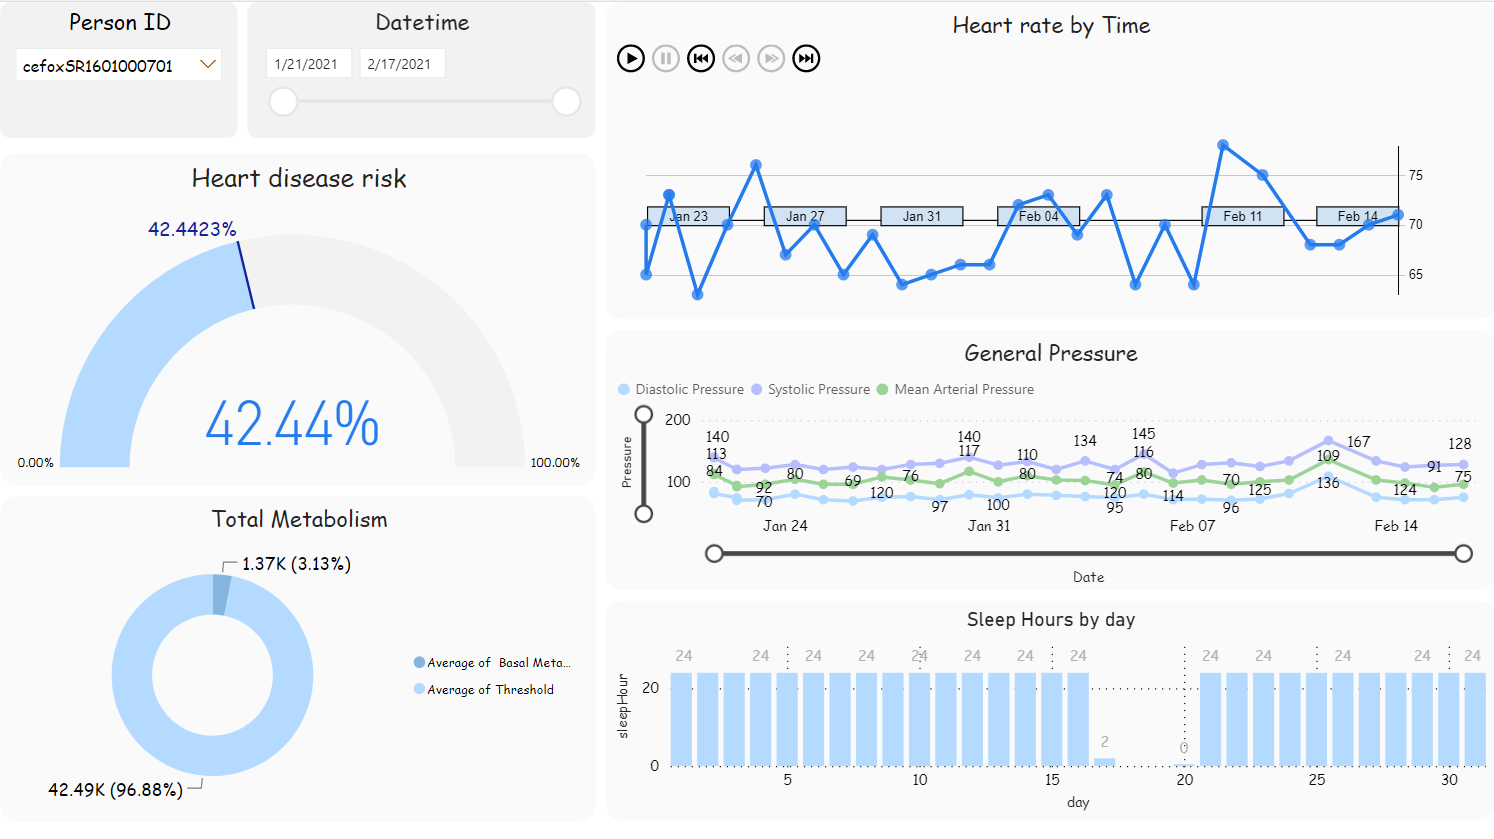 Person ID
cefoxSR1601000701
Datetime
1/21/2021 2/17/2021
Heart rate by Time
75
70
65
Jan 23 Jan 27 Jan 31 Feb 04 Feb 11 Feb 14
Heart disease risk
42.4423%
42.44%
0.00% 100.00%
General Pressure
Diastolic Pressure Systolic Pressure Mean Arterial Pressure
Pressure
200
100
140 140 134 145 167 128
113 117 110 116 109 91
84 80 76 80 74 80 70 136 75
92 69 120 120 114 125 124
70 97 100 95 96
Jan 24 Jan 31 Feb 07 Feb 14
Date
Total Metabolism
1.37K (3.13%)
42.49K (96.88%)
Average of Basal Meta...
Average of Threshold
Sleep Hours by day
sleepHour
20
0
24 24 24 24 24 24 24 2 0 24 24 24 24 24
5 10 15 20 25 30
day